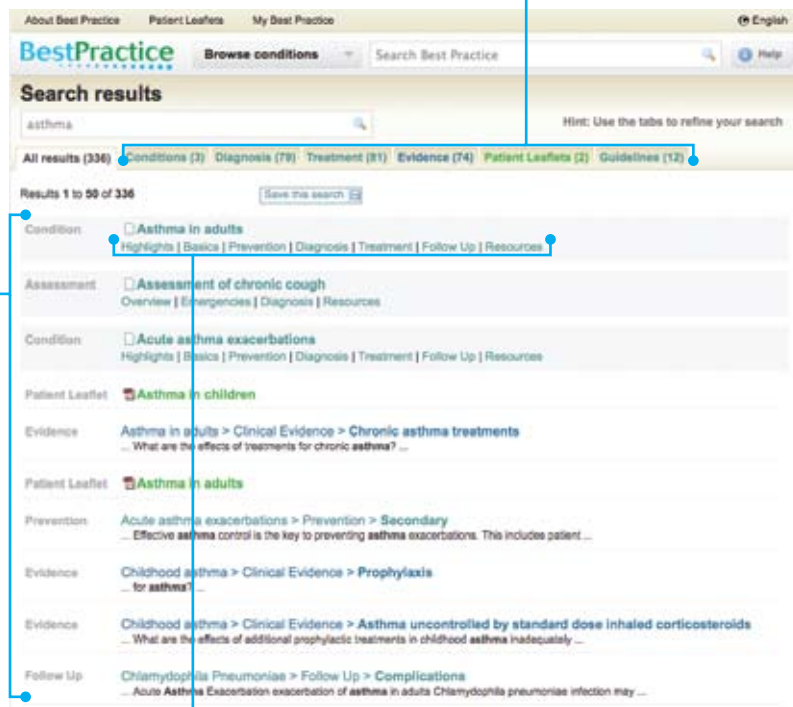 About Best Practice Patient Leaflets My Best Practice English
BestPractice Browse conditions Search Best Practice Help
Search results
asthma Hint: Use the tabs to refine your search
All results (336) Conditions (3) Diagnosis (79) Treatment (81) Evidence (74) Patient Leaflets (2) Guidelines (12)
Results 1 to 50 of 336 Save this search
Condition Asthma in adults
Highlights | Basics | Prevention | Diagnosis | Treatment | Follow Up | Resources
Assessment Assessment of chronic cough
Overview | Emergencies | Diagnosis | Resources
Condition Acute asthma exacerbations
Highlights | Basics | Prevention | Diagnosis | Treatment | Follow Up | Resources
Patient Leaflet Asthma in children
Evidence Asthma in adults > Clinical Evidence > Chronic asthma treatments
... What are the effects of treatments for chronic asthma? ...
Patient Leaflet Asthma in adults
Prevention Acute asthma exacerbations > Prevention > Secondary
... Effective asthma control is the key to preventing asthma exacerbations. This includes patient ...
Evidence Childhood asthma > Clinical Evidence > Prophylaxis
... for asthma? ...
Evidence Childhood asthma > Clinical Evidence > Asthma uncontrolled by standard dose inhaled corticosteroids
... What are the effects of additional prophylactic treatments in childhood asthma inadequately ...
Follow Up Chlamydophila Pneumoniae > Follow Up > Complications
... Acute Asthma Exacerbation exacerbation of asthma in adults Chlamydophila pneumoniae infection may ...